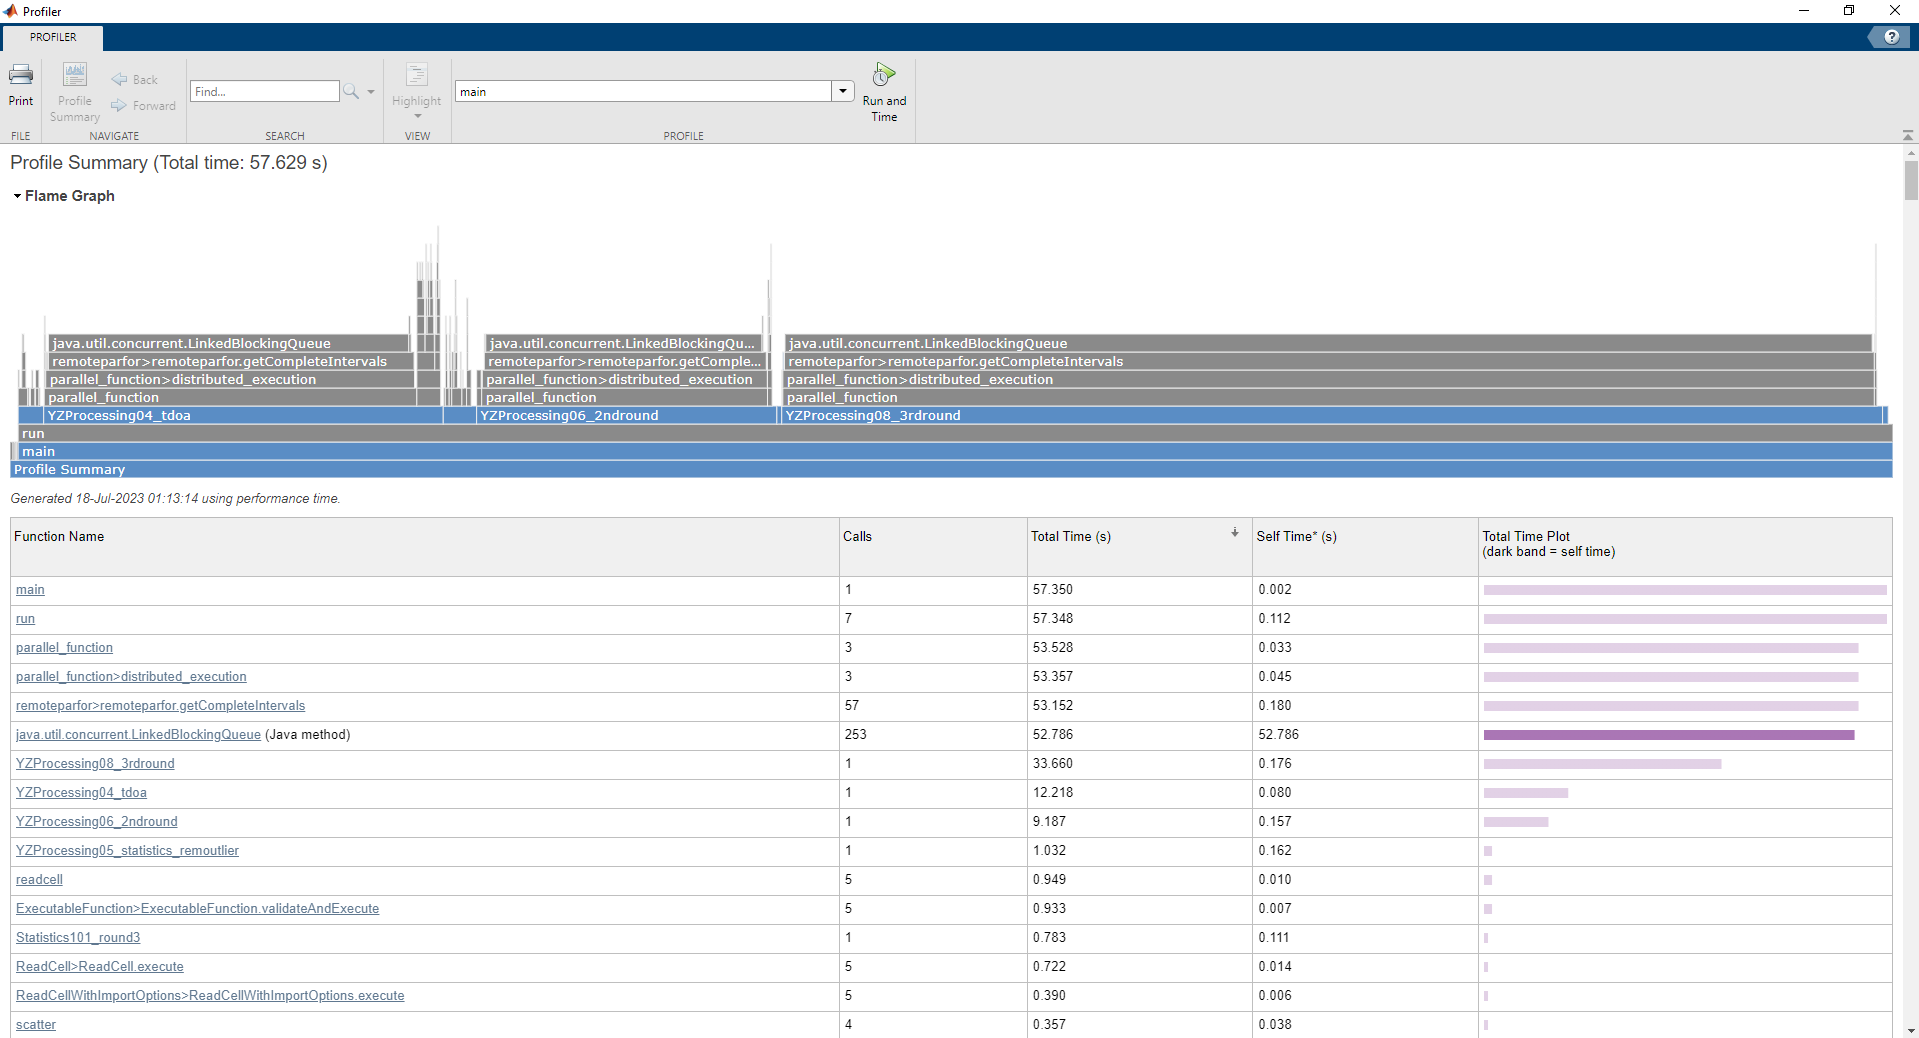 Profiler
PROFILER
Print
Profile Summary
Back
Forward
Find...
Highlight
main
Run and Time
FILE
NAVIGATE
SEARCH
VIEW
PROFILE
Profile Summary (Total time: 57.629 s)
Flame Graph
java.util.concurrent.LinkedBlockingQueue java.util.concurrent.LinkedBlockingQu... java.util.concurrent.LinkedBlockingQueue
remoteparfor>remoteparfor.getCompleteIntervals remoteparfor>remoteparfor.getComple... remoteparfor>remoteparfor.getCompleteIntervals
parallel_function>distributed_execution parallel_function>distributed_execution parallel_function>distributed_execution
parallel_function parallel_function parallel_function
YZProcessing04_tdoa YZProcessing06_2ndround YZProcessing08_3rdround
run
main
Profile Summary
Generated 18-Jul-2023 01:13:14 using performance time.
Function Name Calls Total Time (s) Self Time* (s) Total Time Plot
(dark band = self time)
main 1 57.350 0.002
run 7 57.348 0.112
parallel_function 3 53.528 0.033
parallel_function>distributed_execution 3 53.357 0.045
remoteparfor>remoteparfor.getCompleteIntervals 57 53.152 0.180
java.util.concurrent.LinkedBlockingQueue (Java method) 253 52.786 52.786
YZProcessing08_3rdround 1 33.660 0.176
YZProcessing04_tdoa 1 12.218 0.080
YZProcessing06_2ndround 1 9.187 0.157
YZProcessing05_statistics_remoutlier 1 1.032 0.162
readcell 5 0.949 0.010
ExecutableFunction>ExecutableFunction.validateAndExecute 5 0.933 0.007
Statistics101_round3 1 0.783 0.111
ReadCell>ReadCell.execute 5 0.722 0.014
ReadCellWithImportOptions>ReadCellWithImportOptions.execute 5 0.390 0.006
scatter 4 0.357 0.038